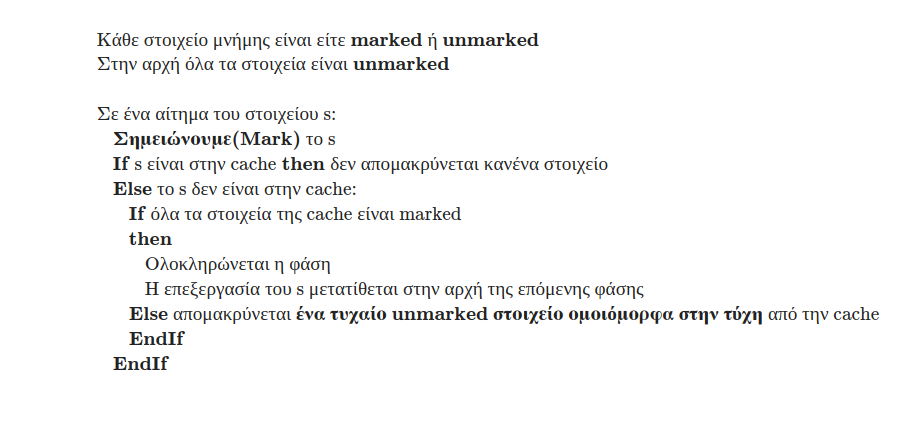 Κάθε στοιχείο μνήμης είναι είτε marked ή unmarked
Στην αρχή όλα τα στοιχεία είναι unmarked
Σε ένα αίτημα του στοιχείου s:
Σημειώνουμε(Mark) το s
If s είναι στην cache then δεν απομακρύνεται κανένα στοιχείο
Else το s δεν είναι στην cache:
If όλα τα στοιχεία της cache είναι marked
then
Ολοκληρώνεται η φάση
Η επεξεργασία του s μετατίθεται στην αρχή της επόμενης φάσης
Else απομακρύνεται ένα τυχαίο unmarked στοιχείο ομοιόμορφα στην τύχη από την cache
EndIf
EndIf